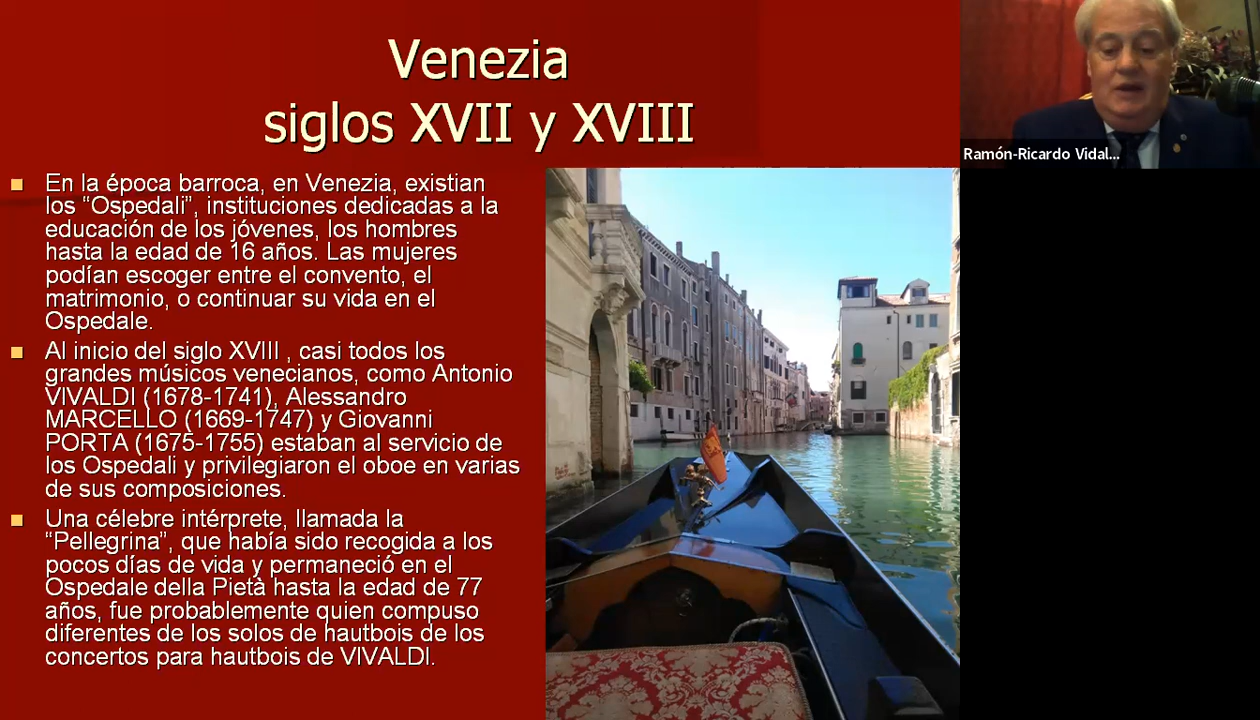 Venezia
siglos XVII y XVIII
En la época barroca, en Venezia, existian
los “Ospedali”, instituciones dedicadas a la
educación de los jóvenes, los hombres
hasta la edad de 16 años. Las mujeres
podían escoger entre el convento, el
matrimonio, o continuar su vida en el
Ospedale.
Al inicio del siglo XVIII , casi todos los
grandes músicos venecianos, como Antonio
VIVALDI (1678-1741), Alessandro
MARCELLO (1669-1747) y Giovanni
PORTA (1675-1755) estaban al servicio de
los Ospedali y privilegiaron el oboe en varias
de sus composiciones.
Una célebre intérprete, llamada la
“Pellegrina”, que había sido recogida a los
pocos días de vida y permaneció en el
Ospedale della Pietà hasta la edad de 77
años, fue probablemente quien compuso
diferentes de los solos de hautbois de los
concertos para hautbois de VIVALDI.
Ramón-Ricardo Vidal...